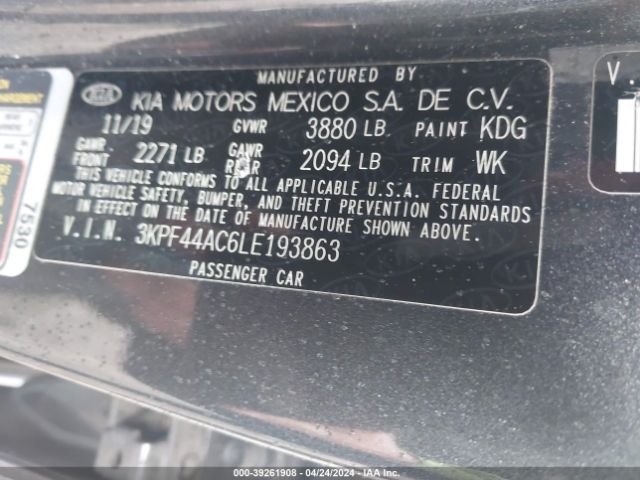 MANUFACTURED BY
KIA KIA MOTORS MEXICO S.A. DE C.V.
11/19 GVWR 3880 LB PAINT KDG
GAWR FRONT 2271 LB GAWR REAR 2094 LB TRIM WK
THIS VEHICLE CONFORMS TO ALL APPLICABLE U.S.A. FEDERAL
MOTOR VEHICLE SAFETY, BUMPER, AND THEFT PREVENTION STANDARDS
IN EFFECT ON THE DATE OF MANUFACTURE SHOWN ABOVE.
V.I.N. 3KPF44AC6LE193863
PASSENGER CAR
7530
V.
000-39261908 - 04/24/2024 - IAA Inc.